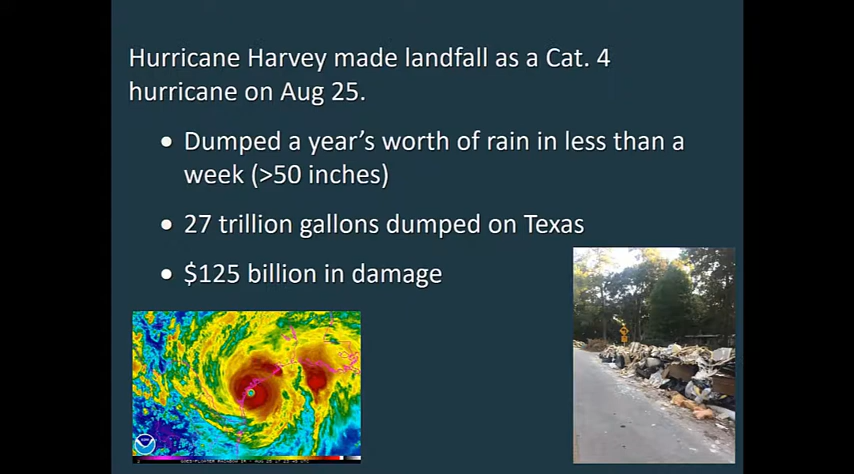 Hurricane Harvey made landfall as a Cat. 4
hurricane on Aug 25.
• Dumped a year's worth of rain in less than a
week (>50 inches)
• 27 trillion gallons dumped on Texas
• $125 billion in damage